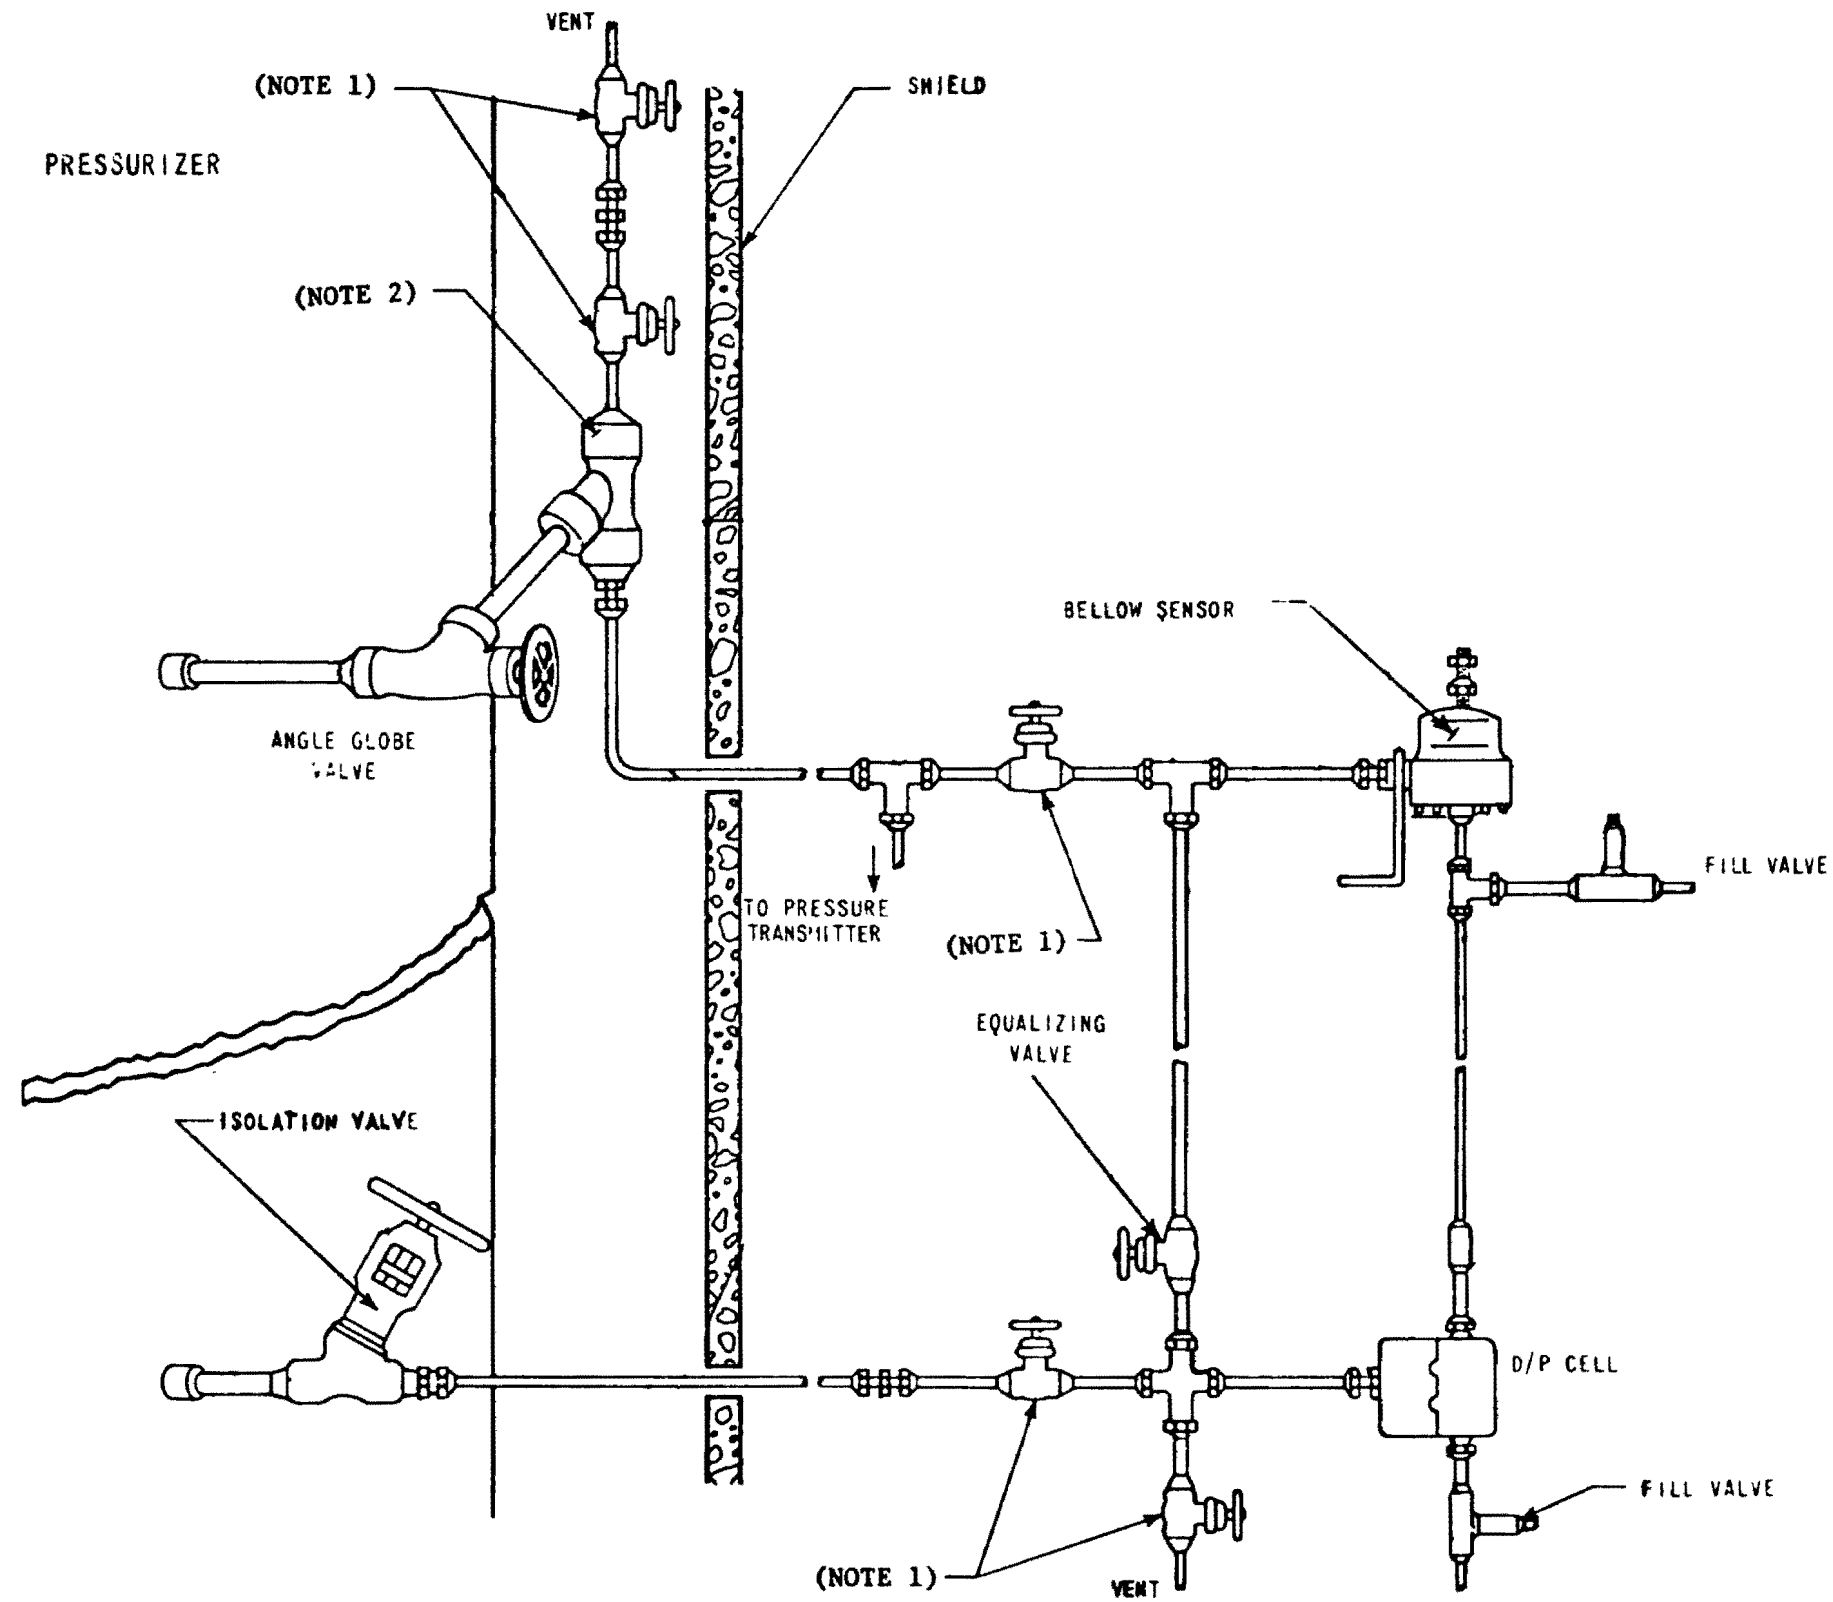 VENT
(NOTE 1)
SHIELD
PRESSURIZER
(NOTE 2)
BELLOW SENSOR
ANGLE GLOBE
VALVE
FILL VALVE
TO PRESSURE
TRANSMITTER
(NOTE 1)
EQUALIZING
VALVE
ISOLATION VALVE
D/P CELL
FILL VALVE
(NOTE 1)
VENT